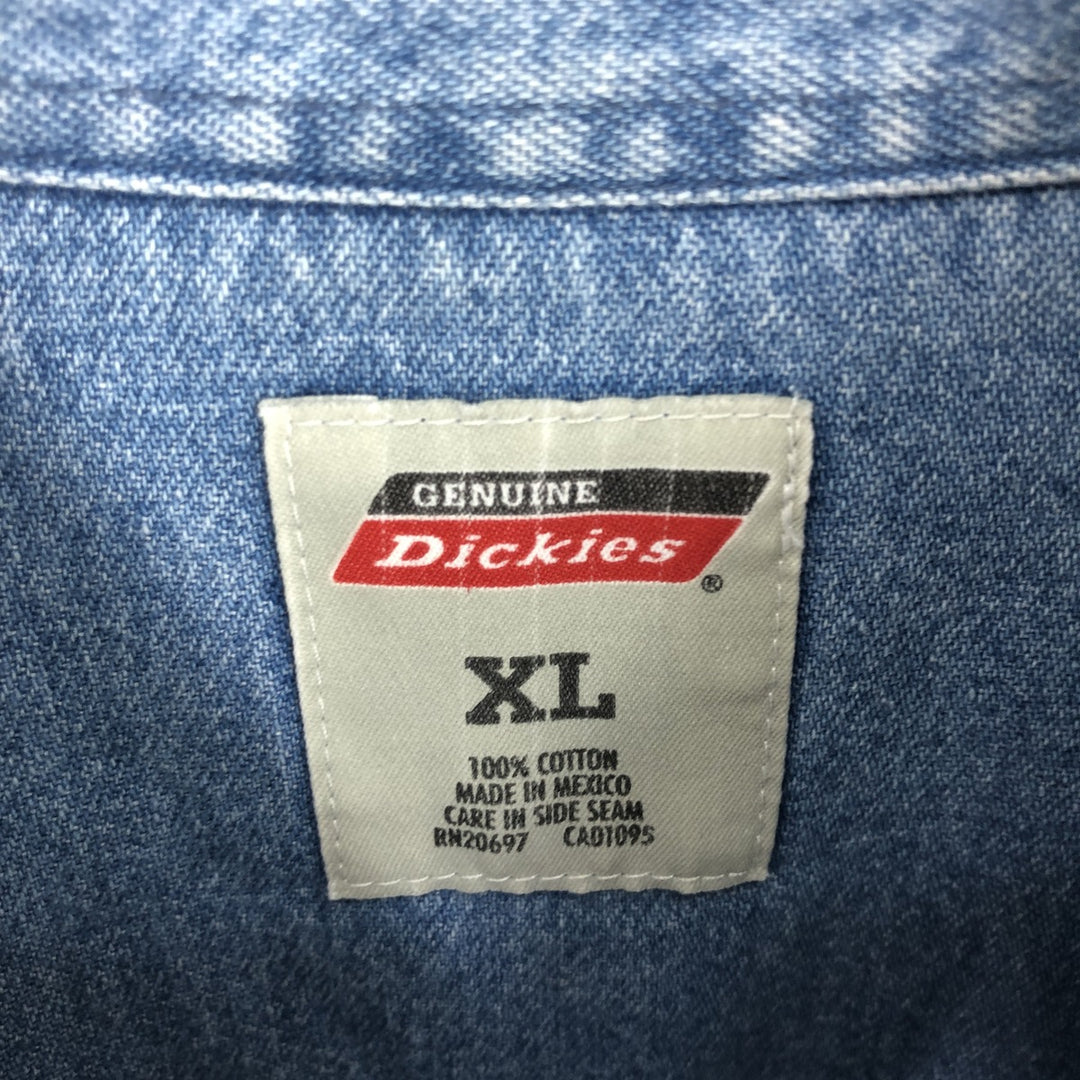 GENUINE
Dickies®
XL
100% COTTON
MADE IN MEXICO
CARE IN SIDE SEAM
RN20697 CA01095